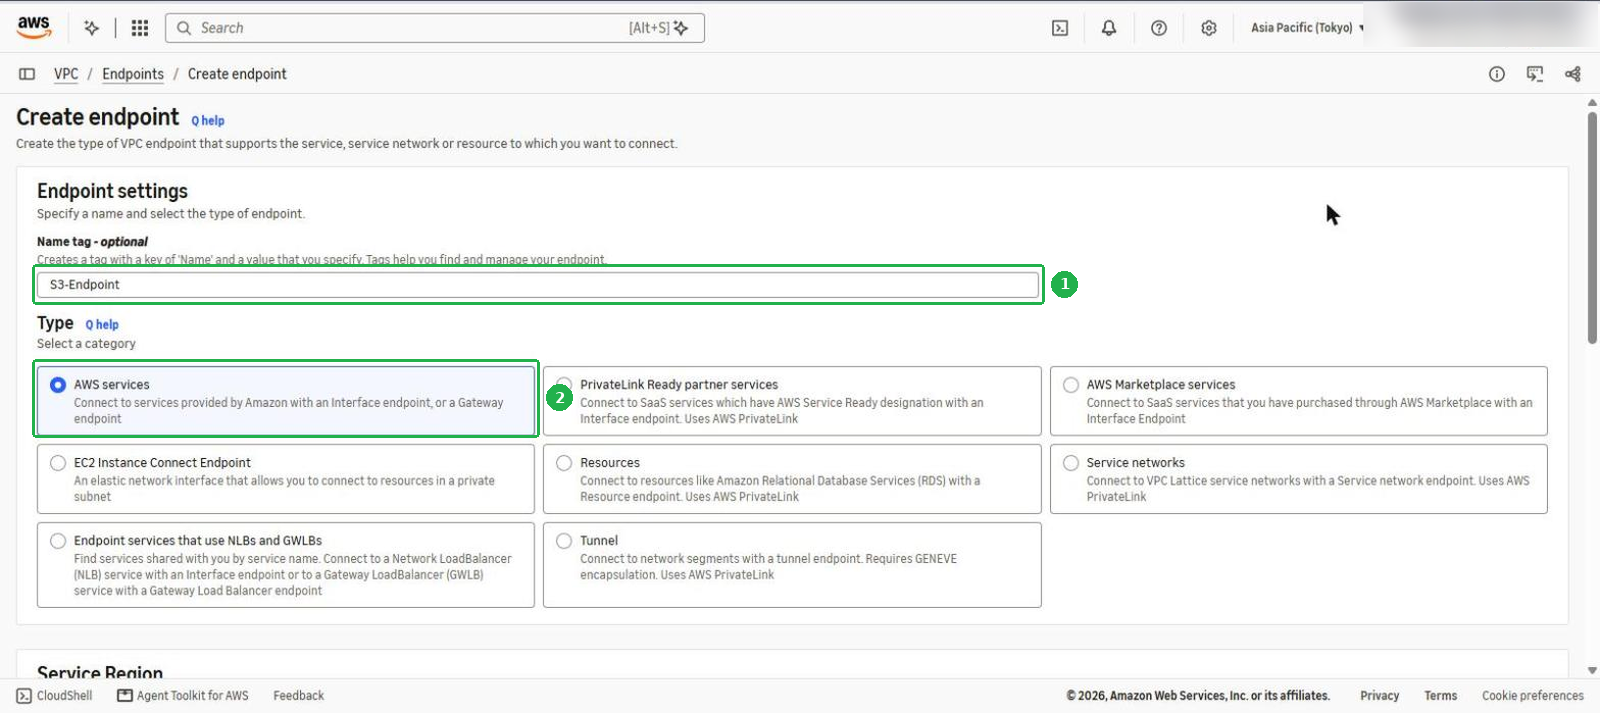 aws
Search [Alt+S]
Asia Pacific (Tokyo)
VPC / Endpoints / Create endpoint
Create endpoint Q help
Create the type of VPC endpoint that supports the service, service network or resource to which you want to connect.
Endpoint settings
Specify a name and select the type of endpoint.
Name tag - optional
Creates a tag with a key of 'Name' and a value that you specify. Tags help you find and manage your endpoint.
S3-Endpoint
1
Type Q help
Select a category
AWS services
Connect to services provided by Amazon with an Interface endpoint, or a Gateway
endpoint
2
PrivateLink Ready partner services
Connect to SaaS services which have AWS Service Ready designation with an
Interface endpoint. Uses AWS PrivateLink
AWS Marketplace services
Connect to SaaS services that you have purchased through AWS Marketplace with an
Interface Endpoint
EC2 Instance Connect Endpoint
An elastic network interface that allows you to connect to resources in a private
subnet
Resources
Connect to resources like Amazon Relational Database Services (RDS) with a
Resource endpoint. Uses AWS PrivateLink
Service networks
Connect to VPC Lattice service networks with a Service network endpoint. Uses AWS
PrivateLink
Endpoint services that use NLBs and GWLBs
Find services shared with you by service name. Connect to a Network LoadBalancer
(NLB) service with an Interface endpoint or to a Gateway LoadBalancer (GWLB)
service with a Gateway Load Balancer endpoint
Tunnel
Connect to network segments with a tunnel endpoint. Requires GENEVE
encapsulation. Uses AWS PrivateLink
Service Region
CloudShell Agent Toolkit for AWS Feedback
© 2026, Amazon Web Services, Inc. or its affiliates. Privacy Terms Cookie preferences